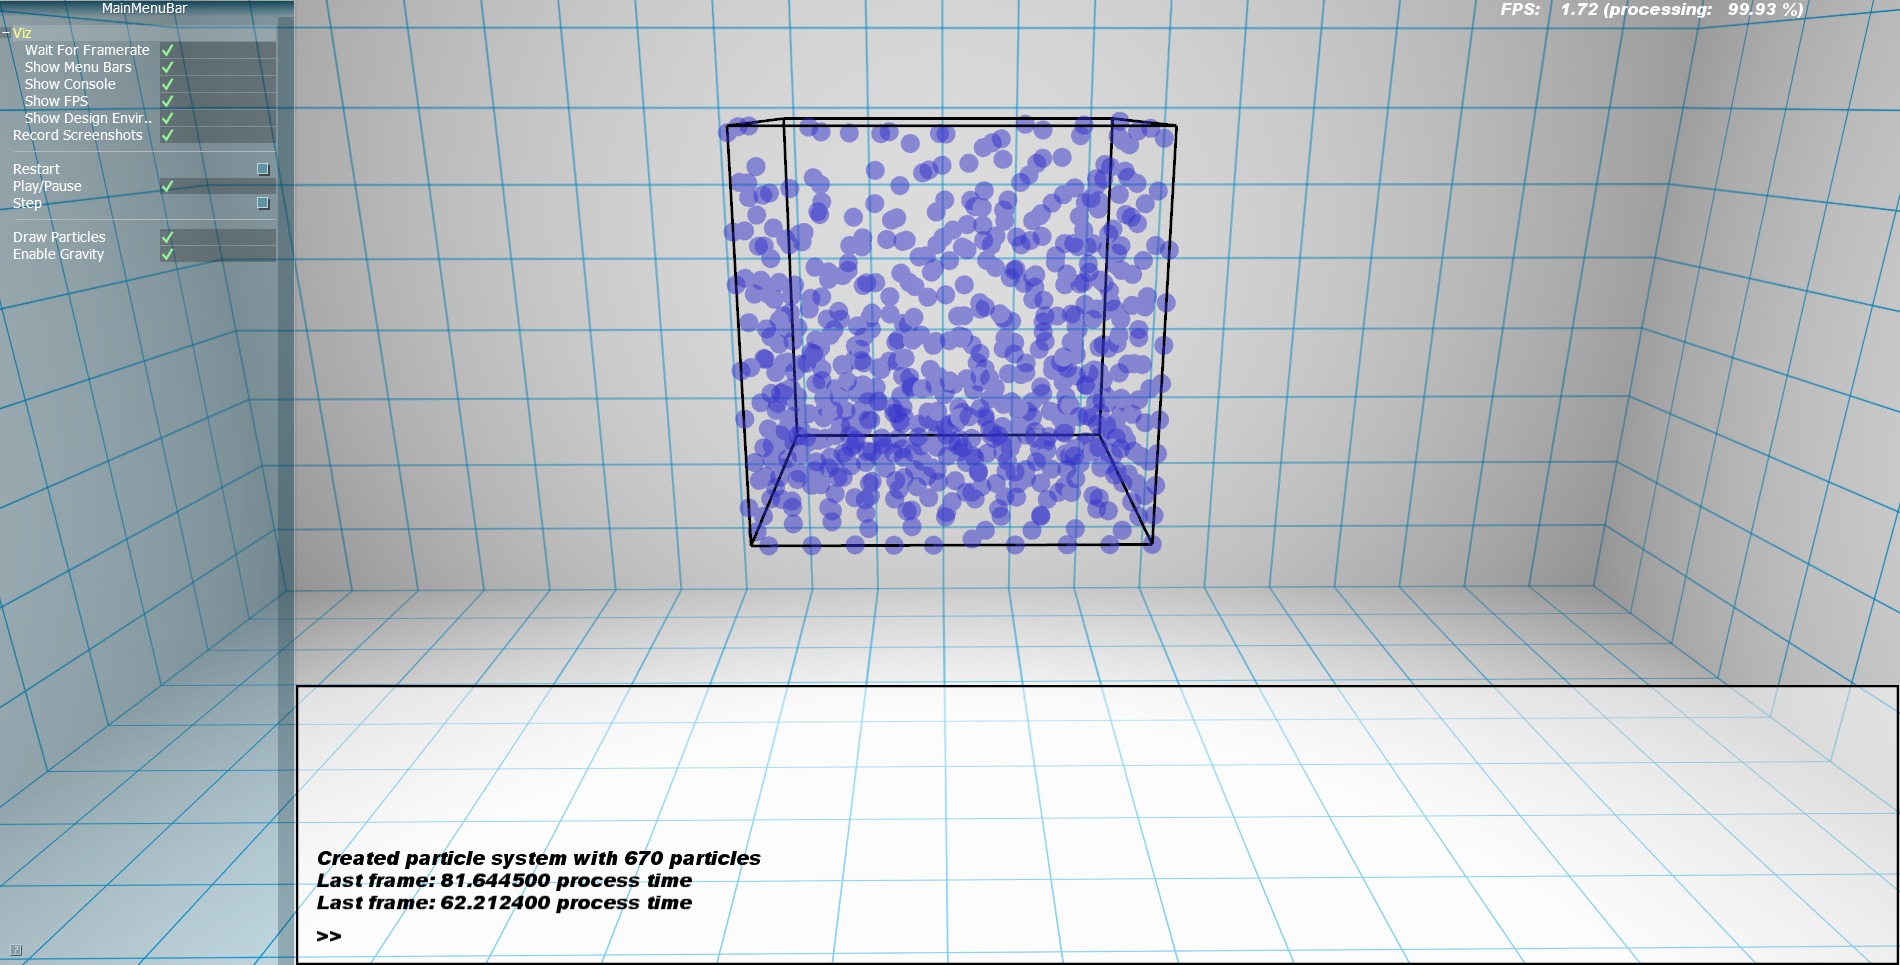 MainMenuBar
FPS: 1.72 (processing: 99.93 %)
Viz
Wait For Framerate
Show Menu Bars
Show Console
Show FPS
Show Design Envir..
Record Screenshots
Restart
Play/Pause
Step
Draw Particles
Enable Gravity
Created particle system with 670 particles
Last frame: 81.644500 process time
Last frame: 62.212400 process time
>>
?